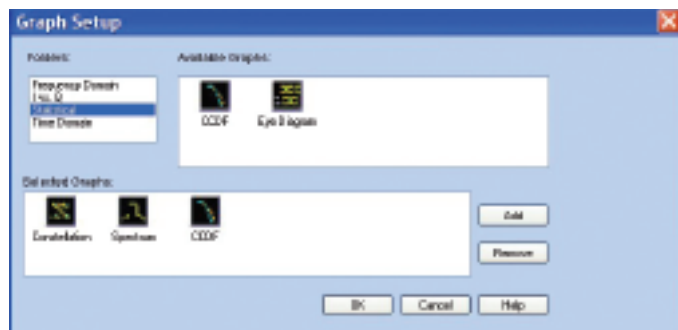 Graph Setup
Folders:
Available Graphs:
Frequency Domain
I vs. Q
Statistical
Time Domain
CCDF
Eye Diagram
Selected Graphs:
Constellation
Spectrum
CCDF
Add
Remove
OK
Cancel
Help